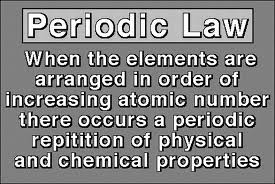 Periodic Law
When the elements are
arranged in order of
increasing atomic number
there occurs a periodic
repitition of physical
and chemical properties